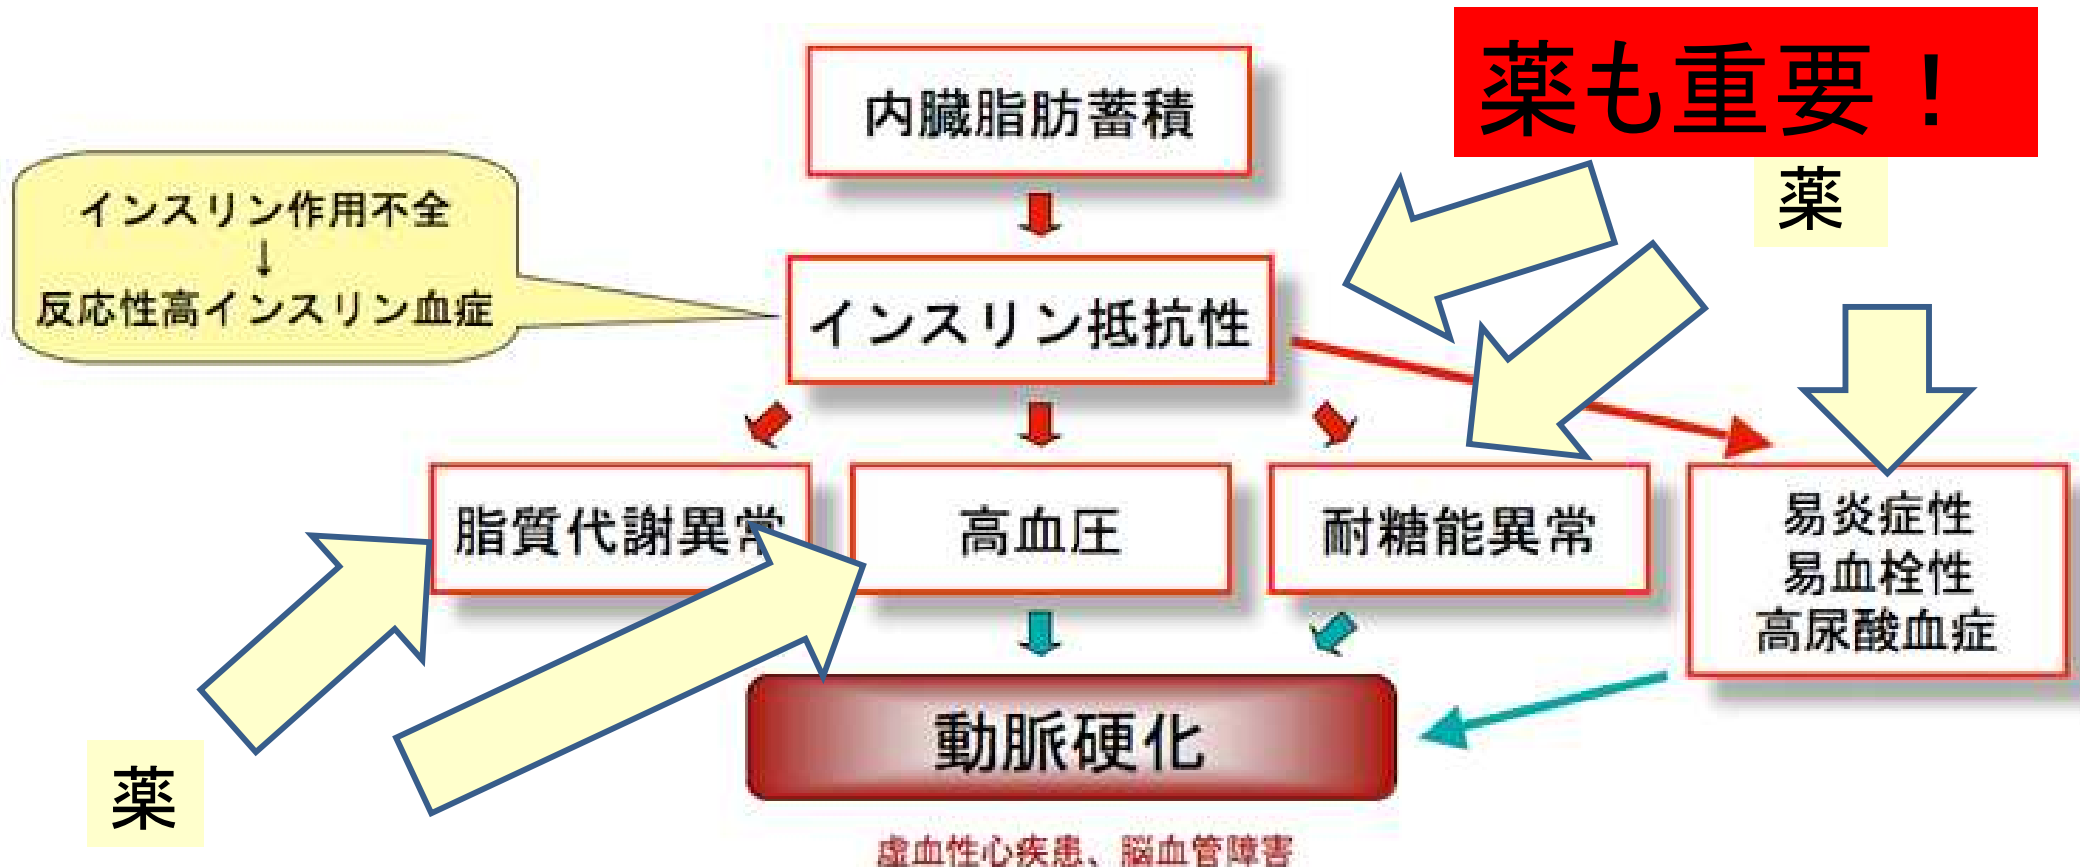 薬も重要！
内臓脂肪蓄積
薬
インスリン作用不全
↓
反応性高インスリン血症
インスリン抵抗性
脂質代謝異常
高血圧
耐糖能異常
易炎症性
易血栓性
高尿酸血症
動脈硬化
薬
虚血性心疾患、脳血管障害